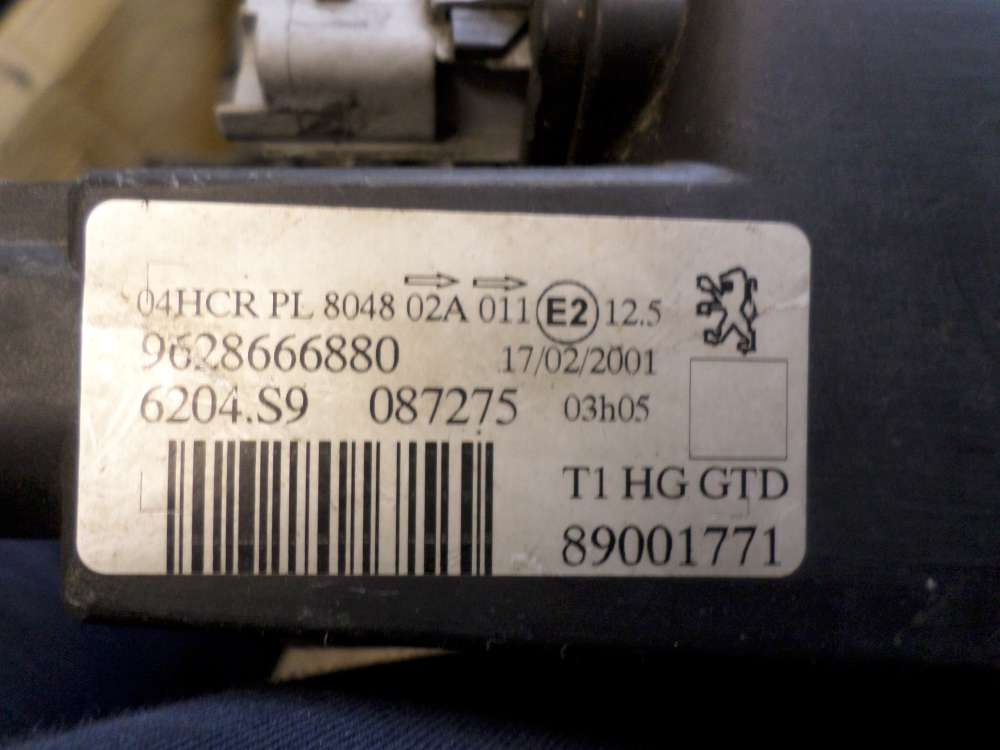 04HCR PL 8048 02A 011 E2 12.5
9628666880 17/02/2001
6204.S9 087275 03h05
T1 HG GTD
89001771